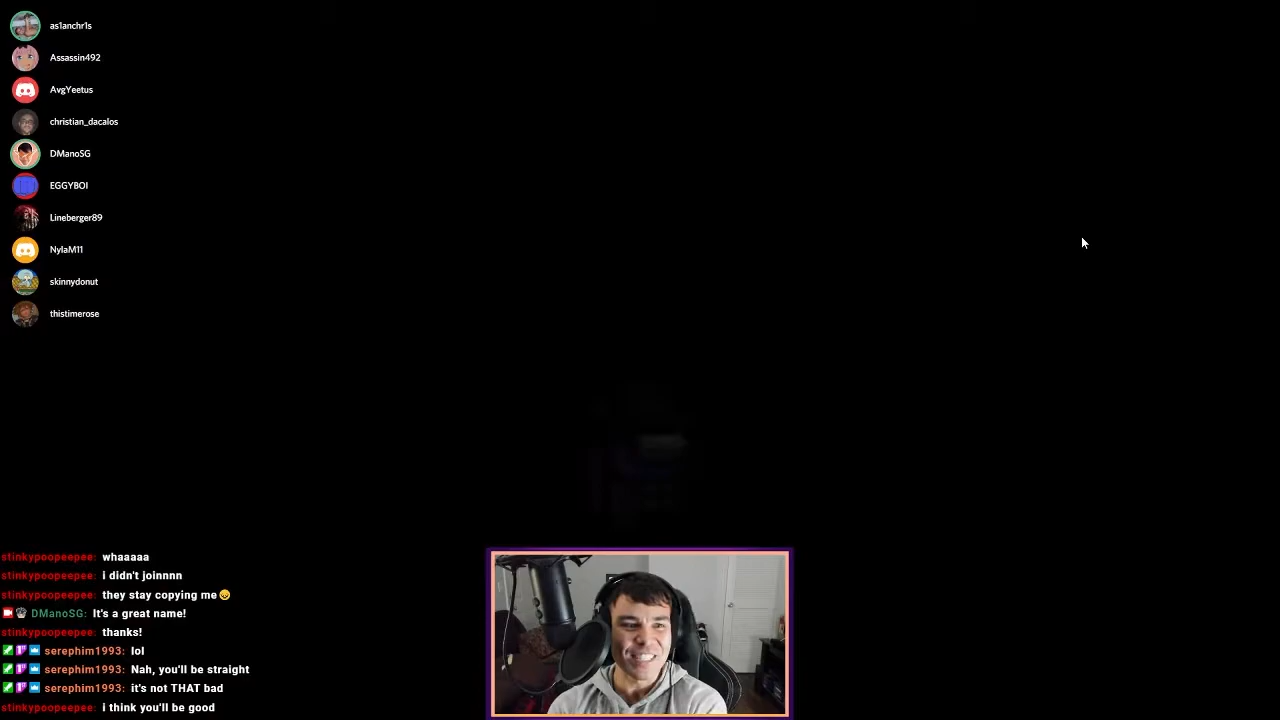 as1anchr1s
Assassin492
AvgYeetus
christian_dacalos
DManoSG
EGGYBOI
Lineberger89
NylaM11
skinnydonut
thistimerose
stinkypoopeepee: whaaaaa
stinkypoopeepee: i didn't joinnnn
stinkypoopeepee: they stay copying me
DManoSG: It's a great name!
stinkypoopeepee: thanks!
serephim1993: lol
serephim1993: Nah, you'll be straight
serephim1993: it's not THAT bad
stinkypoopeepee: i think you'll be good